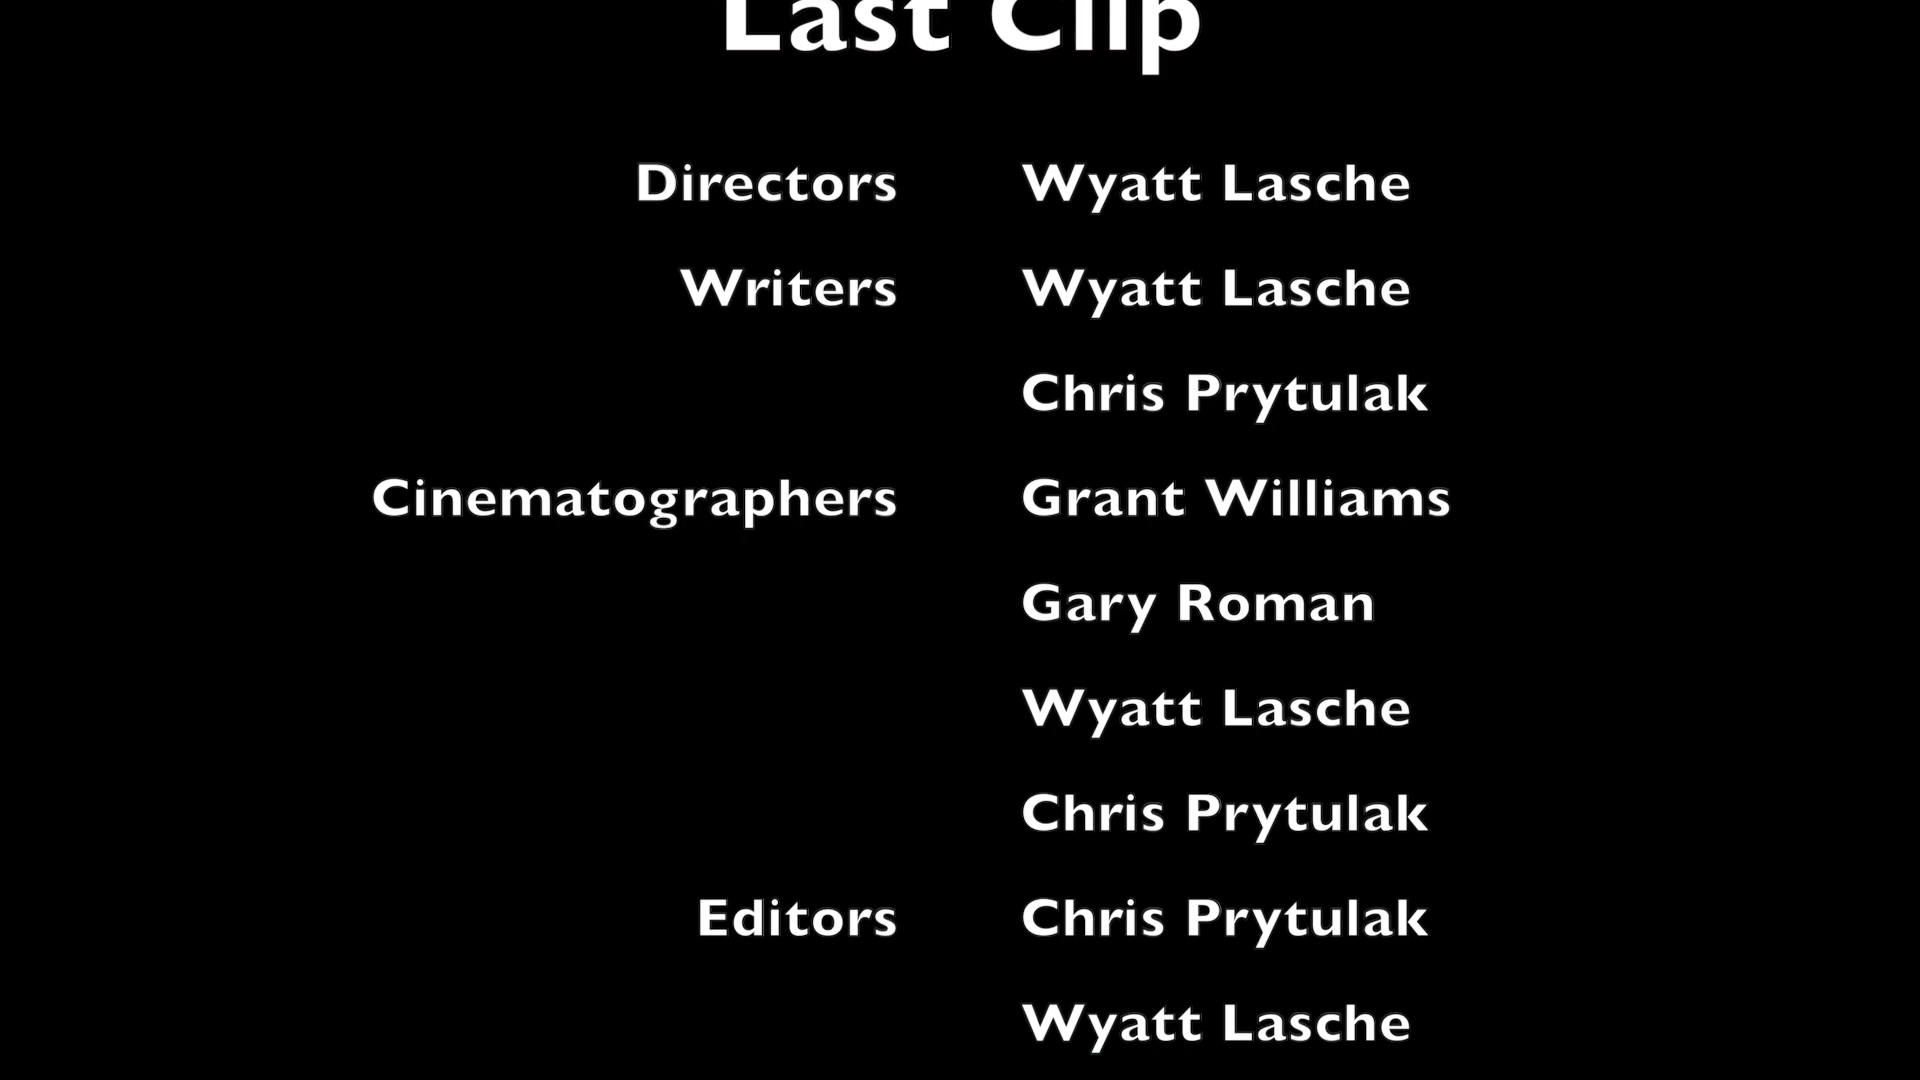 Last Clip
Directors Wyatt Lasche
Writers Wyatt Lasche
Chris Prytulak
Cinematographers Grant Williams
Gary Roman
Wyatt Lasche
Chris Prytulak
Editors Chris Prytulak
Wyatt Lasche